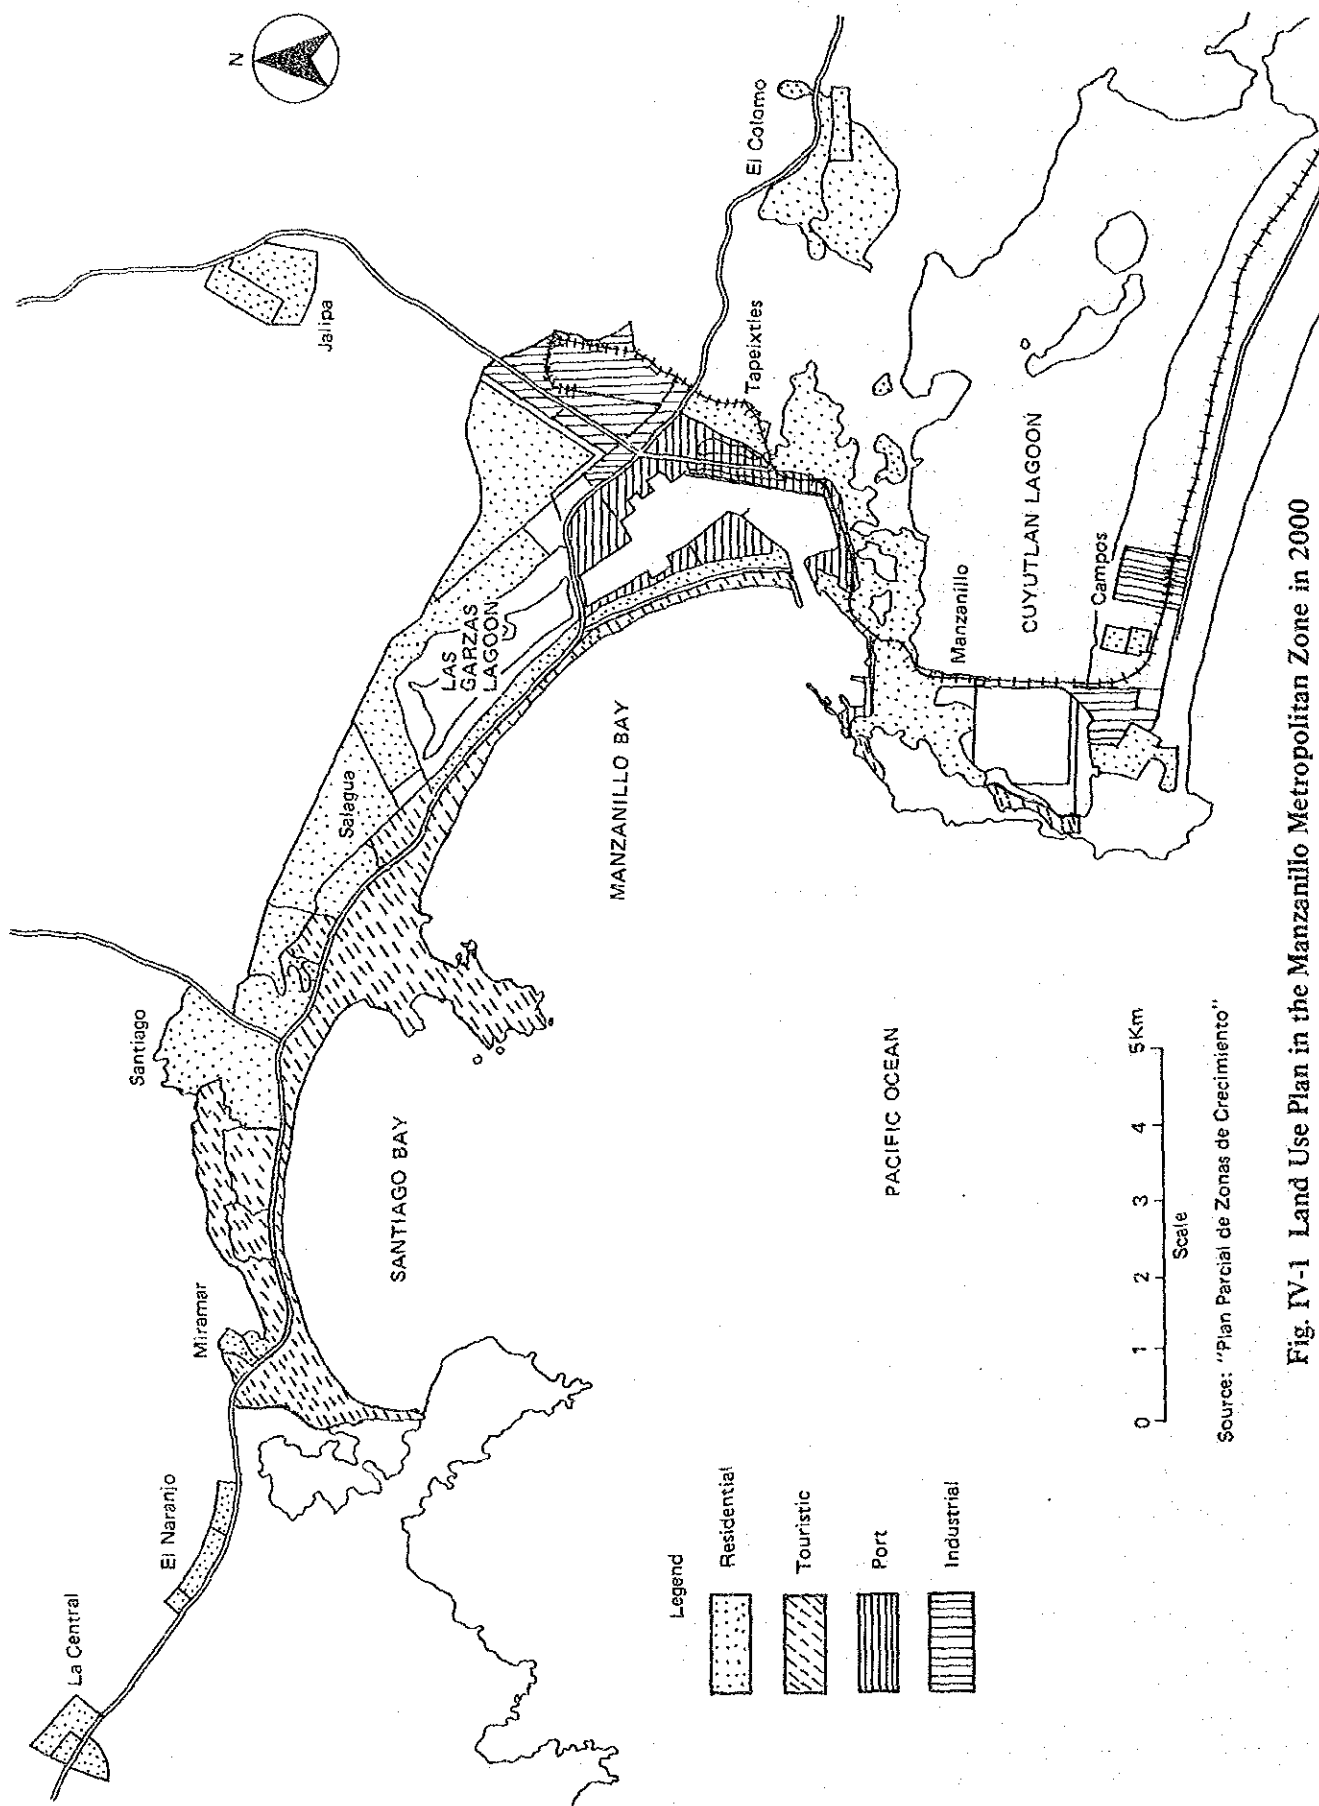 N
La Central
El Naranjo
Miramar
Santiago
Salagua
Jalipa
LAS
GARZAS
LAGOON
SANTIAGO BAY
MANZANILLO BAY
Tapeixtles
El Colomo
Manzanillo
CUYUTLAN LAGOON
Campos
PACIFIC OCEAN
Legend
Residential
Touristic
Port
Industrial
0 1 2 3 4 5Km
Scale
Source: "Plan Parcial de Zonas de Crecimiento"
Fig. IV-1 Land Use Plan in the Manzanillo Metropolitan Zone in 2000